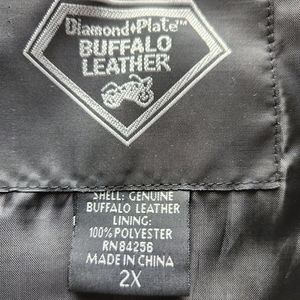 Diamond+Plate™
BUFFALO
LEATHER
SHELL: GENUINE
BUFFALO LEATHER
LINING:
100% POLYESTER
RN84256
MADE IN CHINA
2X